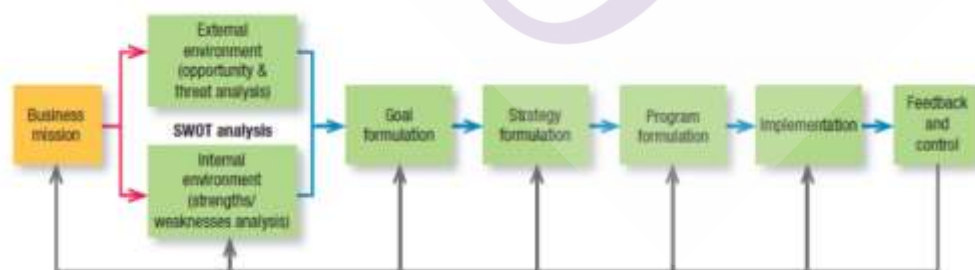 Business
mission
External
environment
(opportunity &
threat analysis)
SWOT analysis
Internal
environment
(strengths/
weaknesses analysis)
Goal
formulation
Strategy
formulation
Program
formulation
Implementation
Feedback
and
control